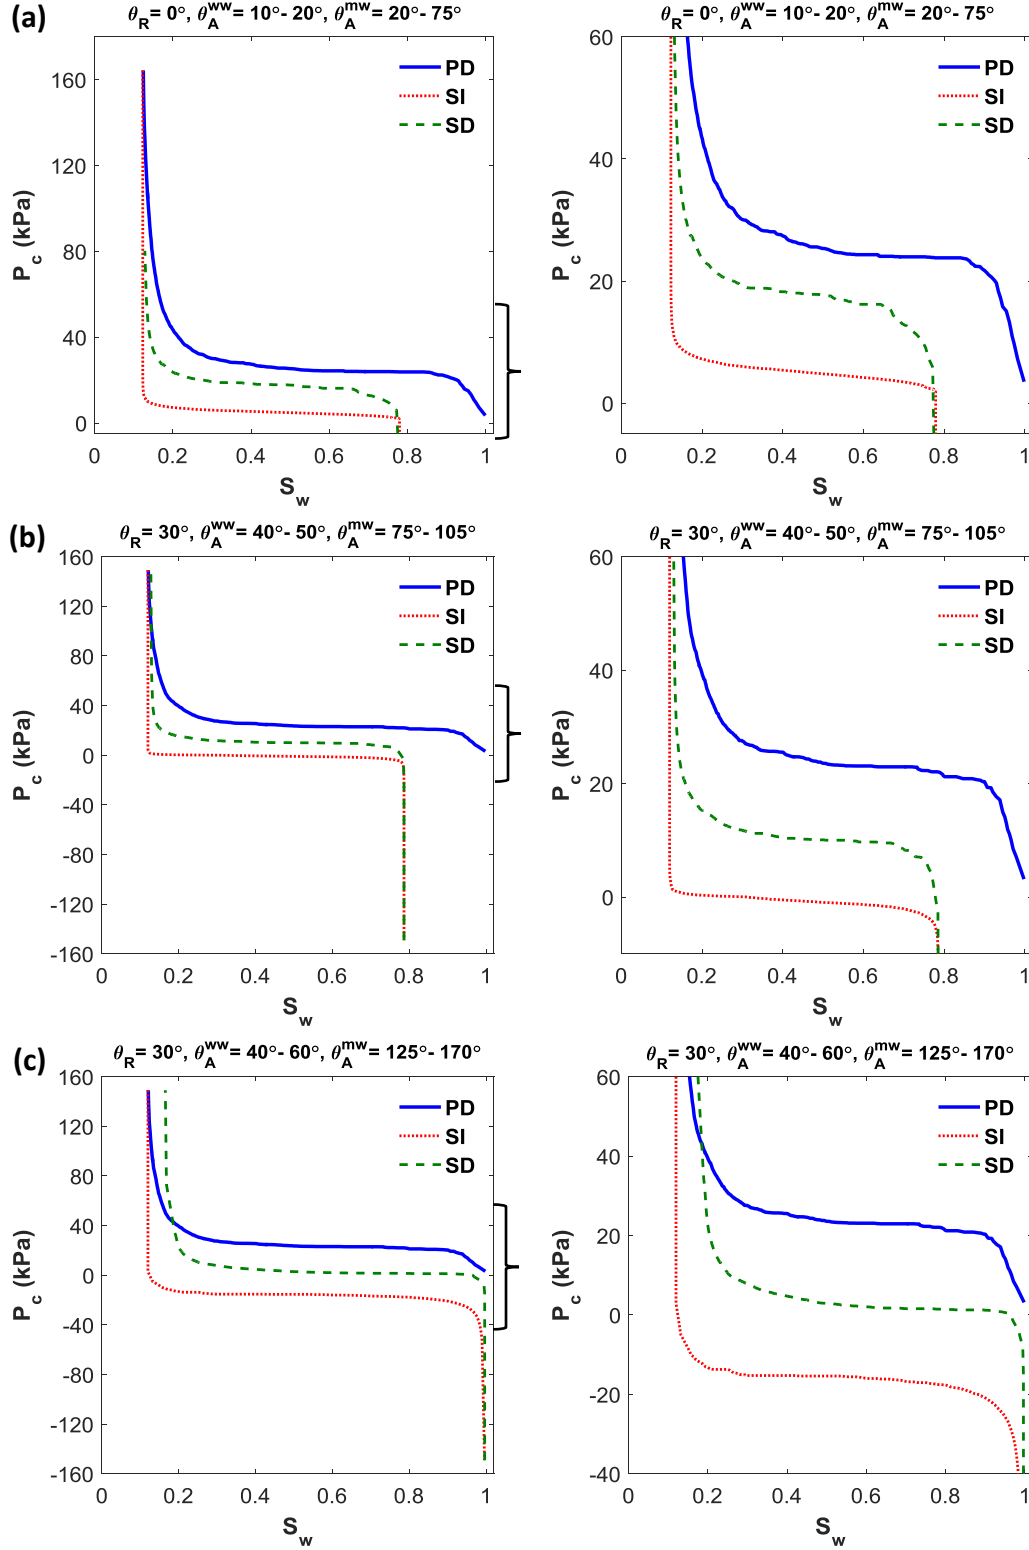 (a)
θR= 0°, θAww= 10°- 20°, θAmw= 20°- 75°
160
120
80
40
0
Pc (kPa)
PD
SI
SD
0 0.2 0.4 0.6 0.8 1
Sw
θR= 0°, θAww= 10°- 20°, θAmw= 20°- 75°
60
40
20
0
Pc (kPa)
PD
SI
SD
0 0.2 0.4 0.6 0.8 1
Sw
(b)
θR= 30°, θAww= 40°- 50°, θAmw= 75°- 105°
160
120
80
40
0
-40
-80
-120
-160
Pc (kPa)
PD
SI
SD
0 0.2 0.4 0.6 0.8 1
Sw
θR= 30°, θAww= 40°- 50°, θAmw= 75°- 105°
60
40
20
0
Pc (kPa)
PD
SI
SD
0 0.2 0.4 0.6 0.8 1
Sw
(c)
θR= 30°, θAww= 40°- 60°, θAmw= 125°- 170°
160
120
80
40
0
-40
-80
-120
-160
Pc (kPa)
PD
SI
SD
0 0.2 0.4 0.6 0.8 1
Sw
θR= 30°, θAww= 40°- 60°, θAmw= 125°- 170°
60
40
20
0
-20
-40
Pc (kPa)
PD
SI
SD
0 0.2 0.4 0.6 0.8 1
Sw